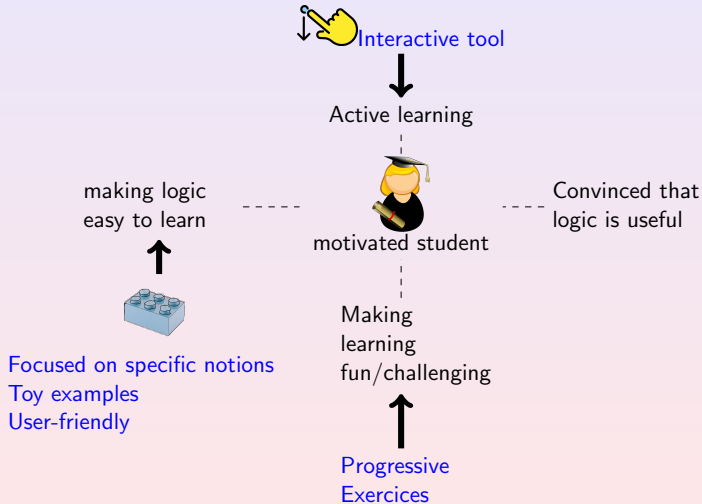 Interactive tool
Active learning
making logic
easy to learn
Convinced that
logic is useful
motivated student
Making
learning
fun/challenging
Focused on specific notions
Toy examples
User-friendly
Progressive
Exercices